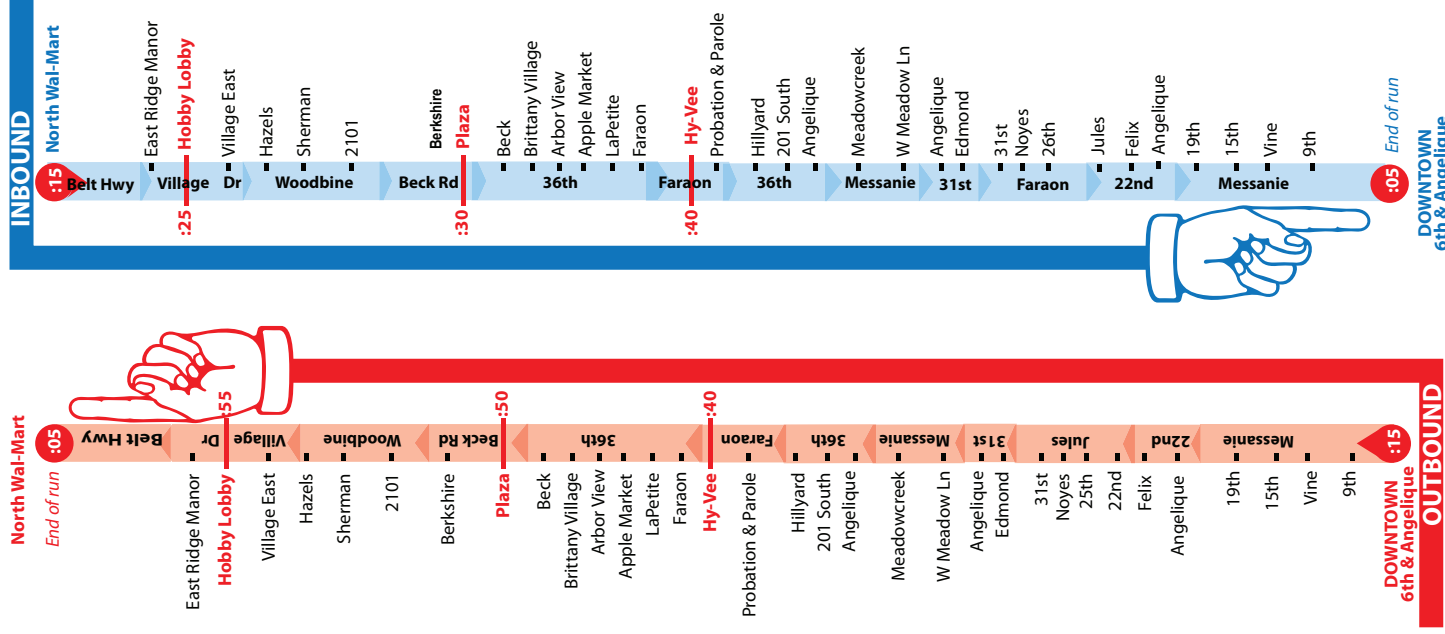 INBOUND
North Wal-Mart
:15
East Ridge Manor
Hobby Lobby
:25
Village East
Hazels
Sherman
2101
Berkshire
Plaza
:30
Beck
Brittany Village
Arbor View
Apple Market
LaPetite
Faraon
Hy-Vee
:40
Probation & Parole
Hillyard
201 South
Angelique
Meadowcreek
W Meadow Ln
Angelique
Edmond
31st
Noyes
26th
Jules
Felix
Angelique
19th
15th
Vine
9th
End of run
:05
DOWNTOWN
6th & Angelique
Belt Hwy
Village Dr
Woodbine
Beck Rd
36th
Faraon
36th
Messanie
31st
Faraon
22nd
Messanie
North Wal-Mart
End of run
:05
East Ridge Manor
Hobby Lobby
:55
Village East
Hazels
Sherman
2101
Berkshire
Plaza
:50
Beck
Brittany Village
Arbor View
Apple Market
LaPetite
Faraon
Hy-Vee
:40
Probation & Parole
Hillyard
201 South
Angelique
Meadowcreek
W Meadow Ln
Angelique
Edmond
31st
Noyes
25th
22nd
Felix
Angelique
19th
15th
Vine
9th
:15
DOWNTOWN
6th & Angelique
OUTBOUND
Messanie
22nd
Jules
31st
Messanie
36th
Faraon
36th
Beck Rd
Woodbine
Village Dr
Belt Hwy